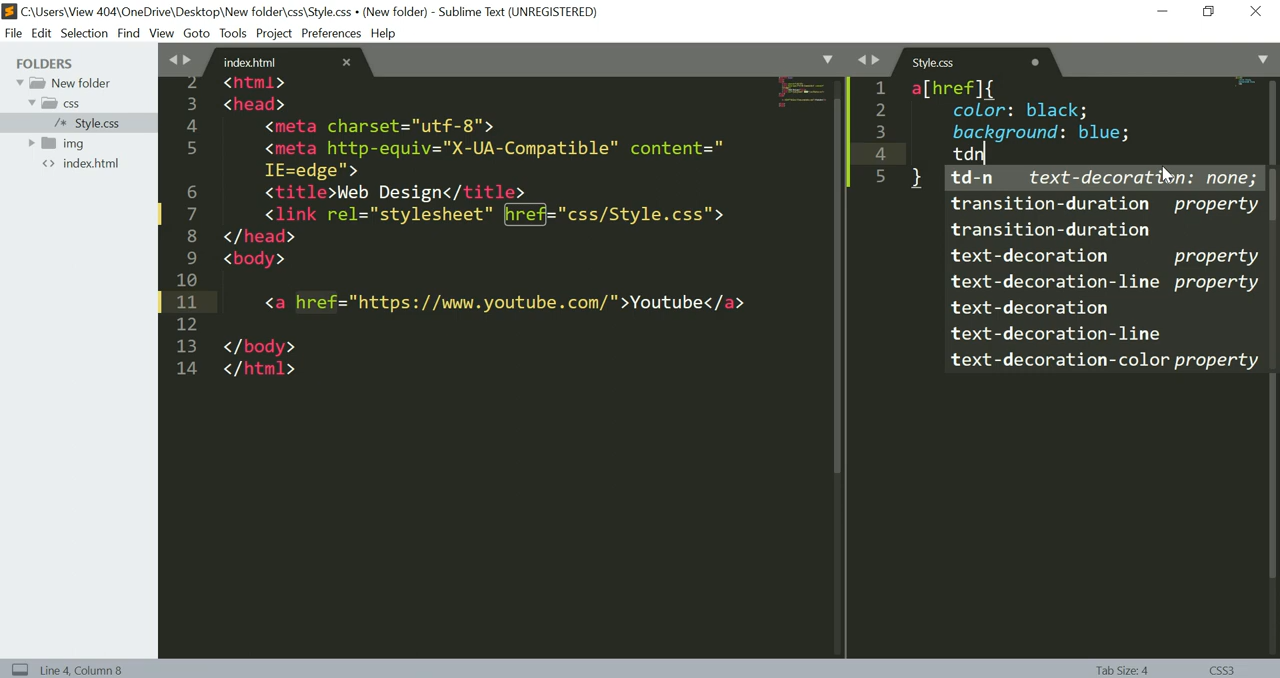 C:\Users\View 404\OneDrive\Desktop\New folder\css\Style.css • (New folder) - Sublime Text (UNREGISTERED)
File Edit Selection Find View Goto Tools Project Preferences Help
FOLDERS
New folder
css
/* Style.css
img
<> index.html
index.html
2 <html>
3 <head>
4 <meta charset="utf-8">
5 <meta http-equiv="X-UA-Compatible" content="
IE=edge">
6 <title>Web Design</title>
7 <link rel="stylesheet" href="css/Style.css">
8 </head>
9 <body>
10
11 <a href="https://www.youtube.com/">Youtube</a>
12
13 </body>
14 </html>
Style.css
1 a[href]{
2 color: black;
3 background: blue;
4 tdn
5 }
td-n text-decoration: none;
transition-duration property
transition-duration
text-decoration property
text-decoration-line property
text-decoration
text-decoration-line
text-decoration-color property
Line 4, Column 8
Tab Size: 4
CSS3